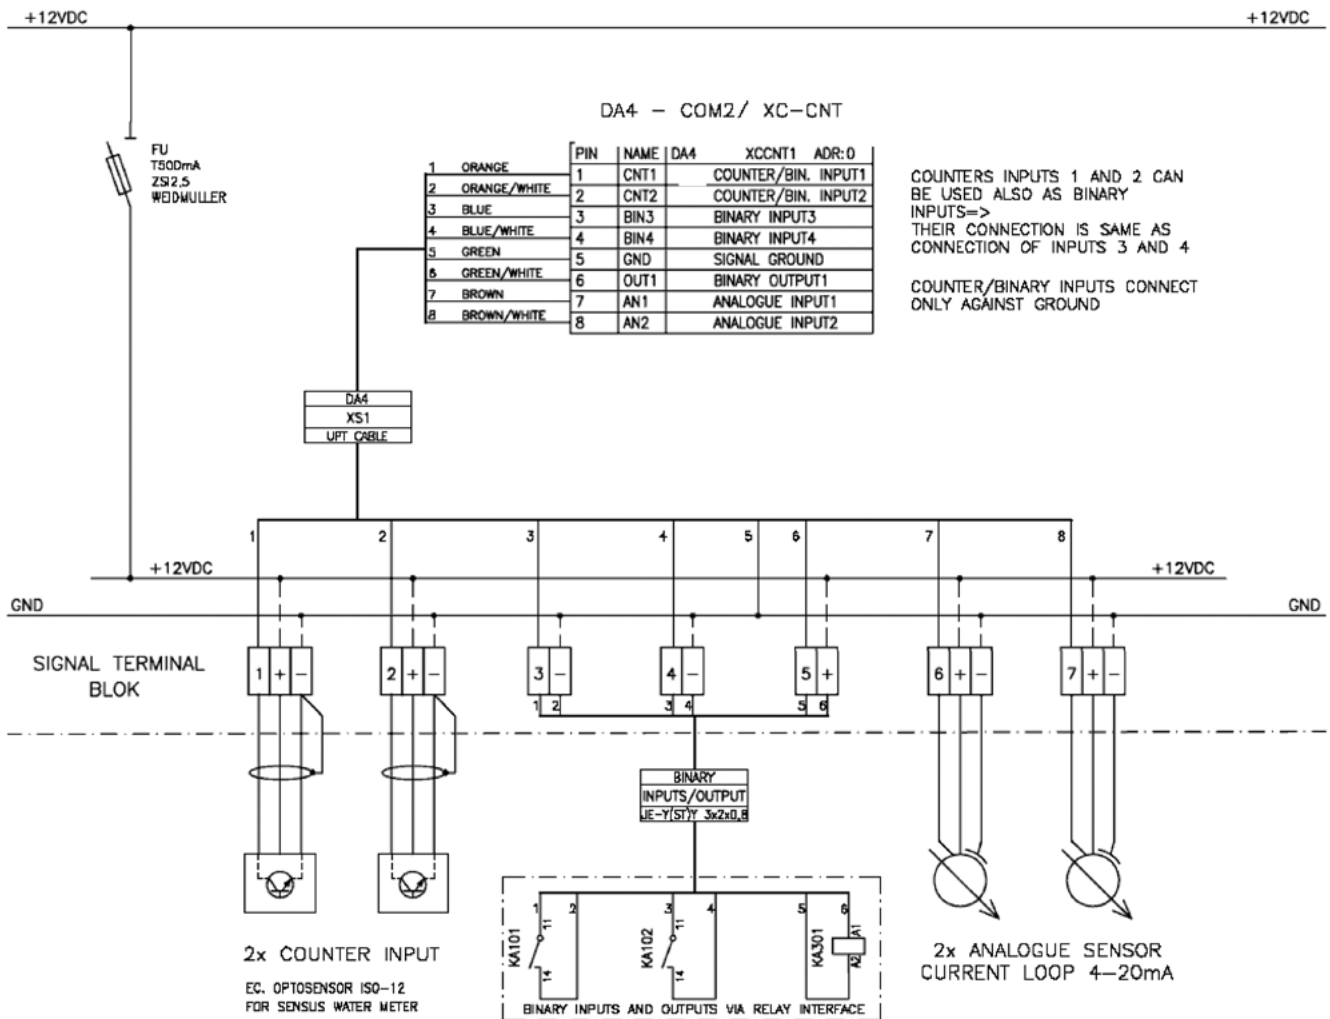 +12VDC
+12VDC
DA4 - COM2/ XC-CNT
FU
T500mA
ZSI2,5
WEIDMULLER
PIN NAME DA4 XCCNT1 ADR:0
1 ORANGE 1 CNT1 COUNTER/BIN. INPUT1
2 ORANGE/WHITE 2 CNT2 COUNTER/BIN. INPUT2
3 BLUE 3 BIN3 BINARY INPUT3
4 BLUE/WHITE 4 BIN4 BINARY INPUT4
5 GREEN 5 GND SIGNAL GROUND
6 GREEN/WHITE 6 OUT1 BINARY OUTPUT1
7 BROWN 7 AN1 ANALOGUE INPUT1
8 BROWN/WHITE 8 AN2 ANALOGUE INPUT2
COUNTERS INPUTS 1 AND 2 CAN
BE USED ALSO AS BINARY
INPUTS=>
THEIR CONNECTION IS SAME AS
CONNECTION OF INPUTS 3 AND 4
COUNTER/BINARY INPUTS CONNECT
ONLY AGAINST GROUND
DA4
XS1
UPT CABLE
1 2 3 4 5 6 7 8
+12VDC
+12VDC
GND
GND
SIGNAL TERMINAL
BLOK
1 + -
2 + -
3 -
4 -
5 +
6 + -
7 + -
1 2 3 4 5 6
BINARY
INPUTS/OUTPUT
JE-Y(ST)Y 3x2x0,8
1 2 3 4 5 6
KA101 11 14
KA102 11 14
KA301 A1 A2
BINARY INPUTS AND OUTPUTS VIA RELAY INTERFACE
2x COUNTER INPUT
EC. OPTOSENSOR ISO-12
FOR SENSUS WATER METER
2x ANALOGUE SENSOR
CURRENT LOOP 4-20mA